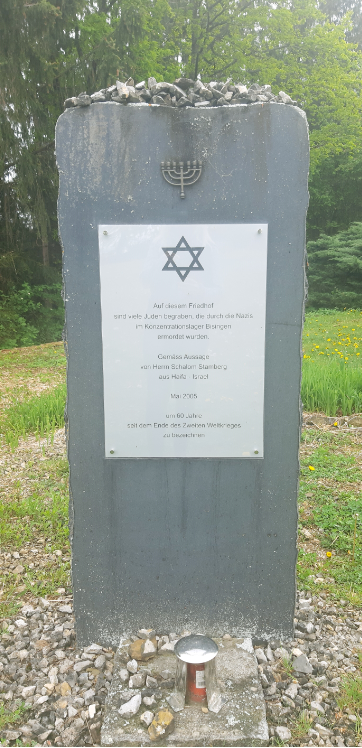 Auf diesem Friedhof
sind viele Juden begraben, die durch die Nazis
im Konzentrationslager Bisingen
ermordet wurden.
Gemäss Aussage
von Herrn Schalom Stamberg
aus Haifa - Israel
Mai 2005
um 60 Jahre
seit dem Ende des Zweiten Weltkrieges
zu bezeichnen